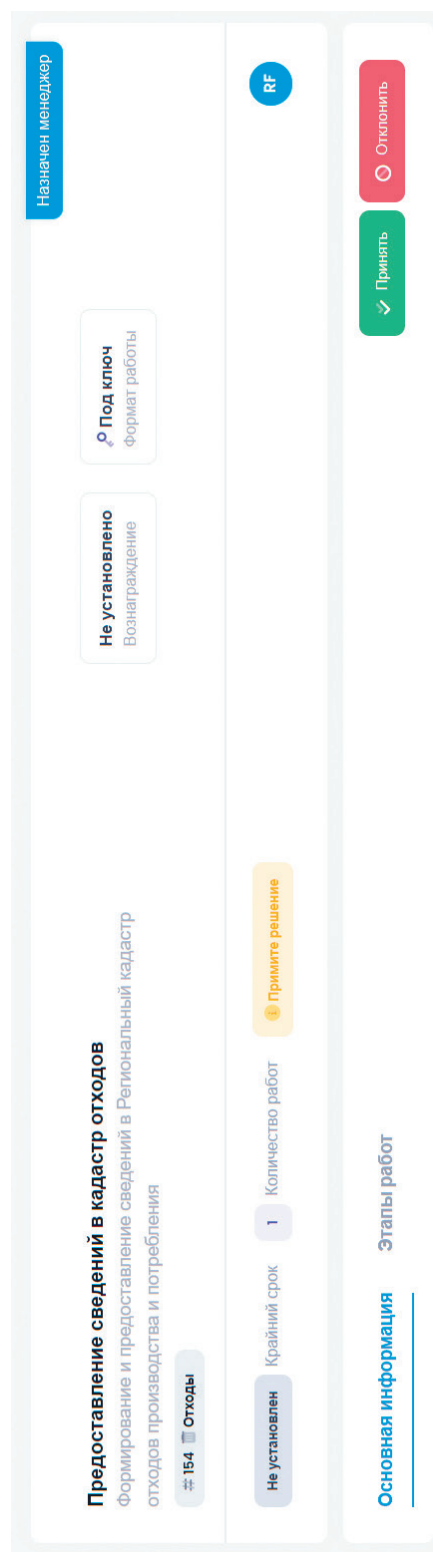 Назначен менеджер
Предоставление сведений в кадастр отходов
Формирование и предоставление сведений в Региональный кадастр
отходов производства и потребления
# 154 Отходы
Не установлено
Вознаграждение
Под ключ
Формат работы
Не установлен Крайний срок 1 Количество работ Примите решение RF
Основная информация Этапы работ Принять Отклонить